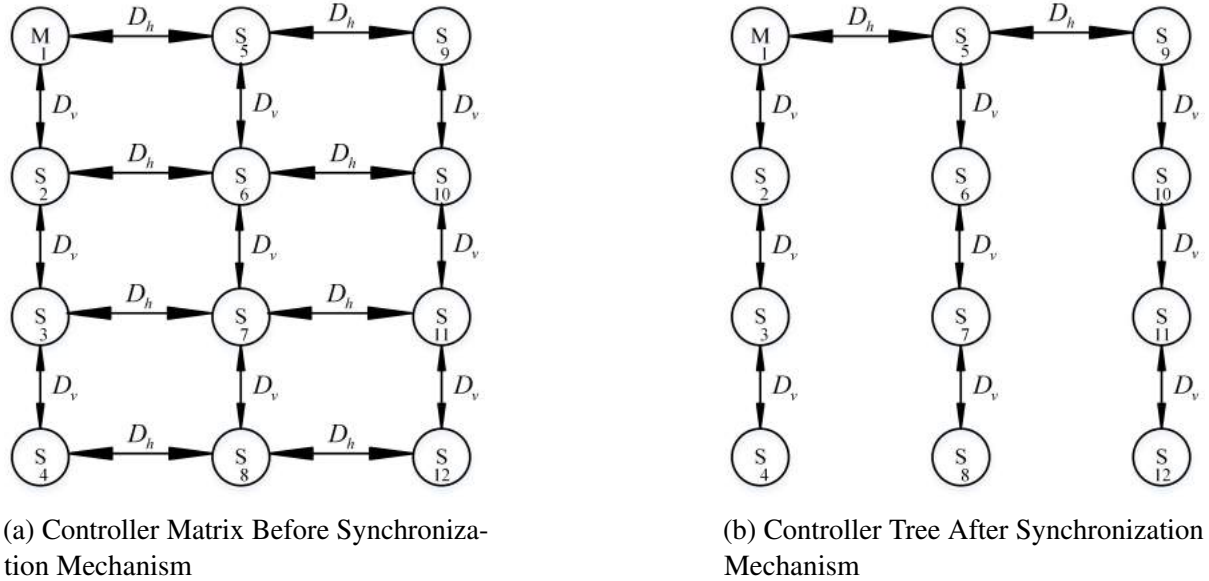 M 1 D_h S 5 D_h S 9
D_v D_v D_v
S 2 D_h S 6 D_h S 10
D_v D_v D_v
S 3 D_h S 7 D_h S 11
D_v D_v D_v
S 4 D_h S 8 D_h S 12
(a) Controller Matrix Before Synchroniza-
tion Mechanism
M 1 D_h S 5 D_h S 9
D_v D_v D_v
S 2 S 6 S 10
D_v D_v D_v
S 3 S 7 S 11
D_v D_v D_v
S 4 S 8 S 12
(b) Controller Tree After Synchronization
Mechanism